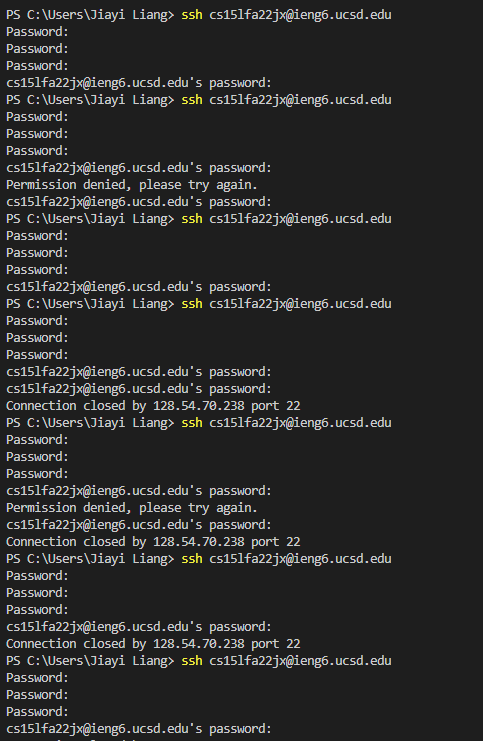 PS C:\Users\Jiayi Liang> ssh cs15lfa22jx@ieng6.ucsd.edu
Password:
Password:
Password:
cs15lfa22jx@ieng6.ucsd.edu's password:
PS C:\Users\Jiayi Liang> ssh cs15lfa22jx@ieng6.ucsd.edu
Password:
Password:
Password:
cs15lfa22jx@ieng6.ucsd.edu's password:
Permission denied, please try again.
cs15lfa22jx@ieng6.ucsd.edu's password:
PS C:\Users\Jiayi Liang> ssh cs15lfa22jx@ieng6.ucsd.edu
Password:
Password:
Password:
cs15lfa22jx@ieng6.ucsd.edu's password:
PS C:\Users\Jiayi Liang> ssh cs15lfa22jx@ieng6.ucsd.edu
Password:
Password:
Password:
cs15lfa22jx@ieng6.ucsd.edu's password:
cs15lfa22jx@ieng6.ucsd.edu's password:
Connection closed by 128.54.70.238 port 22
PS C:\Users\Jiayi Liang> ssh cs15lfa22jx@ieng6.ucsd.edu
Password:
Password:
Password:
cs15lfa22jx@ieng6.ucsd.edu's password:
Permission denied, please try again.
cs15lfa22jx@ieng6.ucsd.edu's password:
Connection closed by 128.54.70.238 port 22
PS C:\Users\Jiayi Liang> ssh cs15lfa22jx@ieng6.ucsd.edu
Password:
Password:
Password:
cs15lfa22jx@ieng6.ucsd.edu's password:
Connection closed by 128.54.70.238 port 22
PS C:\Users\Jiayi Liang> ssh cs15lfa22jx@ieng6.ucsd.edu
Password:
Password:
Password:
cs15lfa22jx@ieng6.ucsd.edu's password: